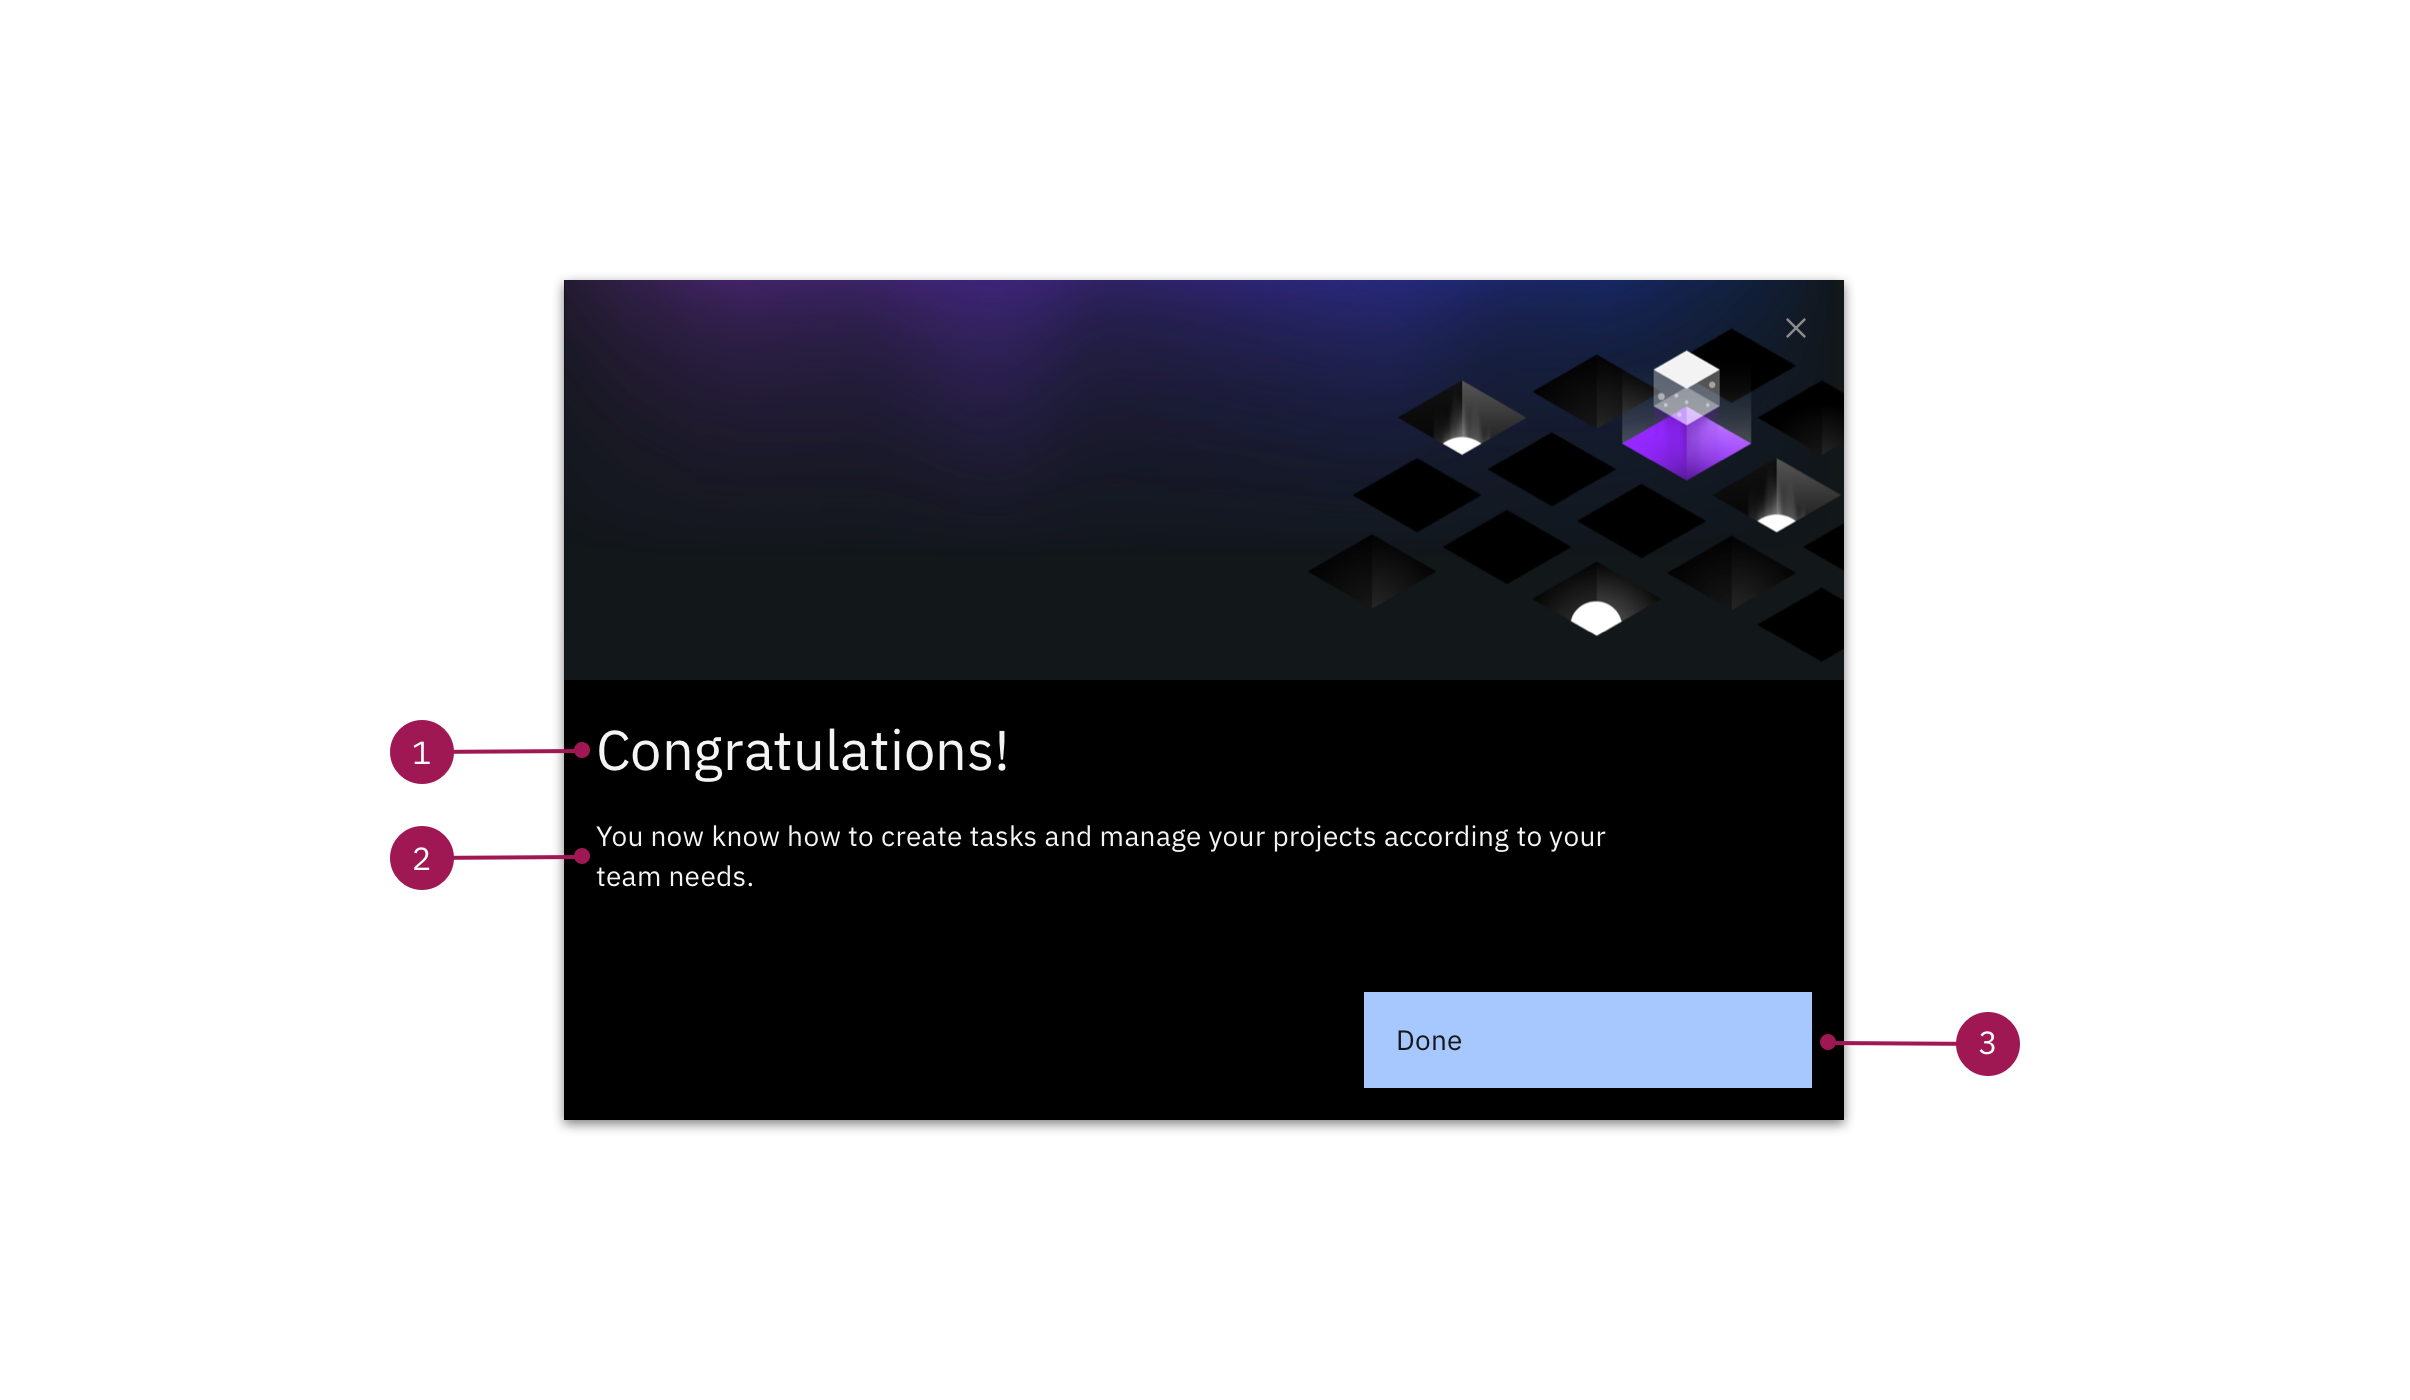 1
Congratulations!
2
You now know how to create tasks and manage your projects according to your
team needs.
Done
3